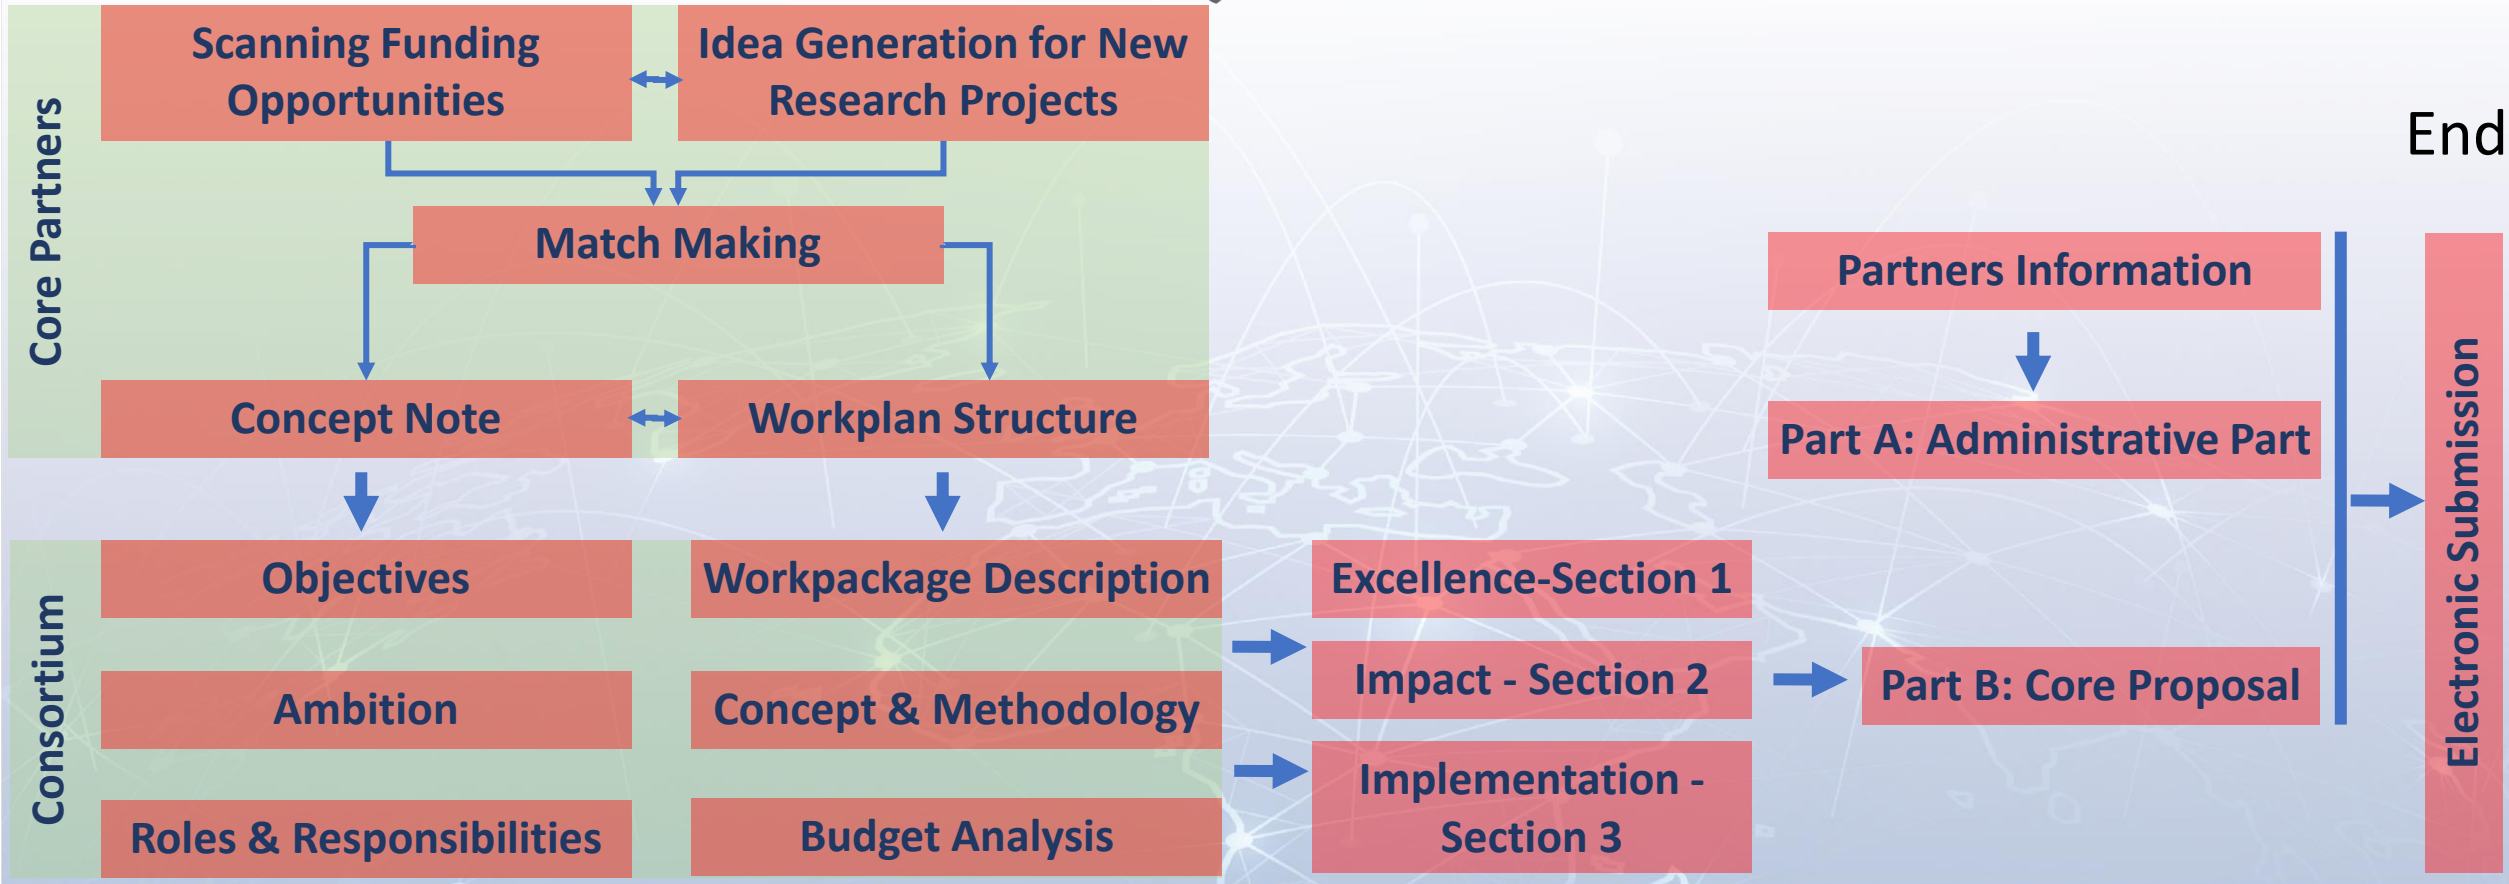 Core Partners
Scanning Funding
Opportunities
Idea Generation for New
Research Projects
Match Making
Concept Note
Workplan Structure
Consortium
Objectives
Workpackage Description
Ambition
Concept & Methodology
Roles & Responsibilities
Budget Analysis
Excellence-Section 1
Impact - Section 2
Implementation -
Section 3
Partners Information
Part A: Administrative Part
Part B: Core Proposal
End
Electronic Submission